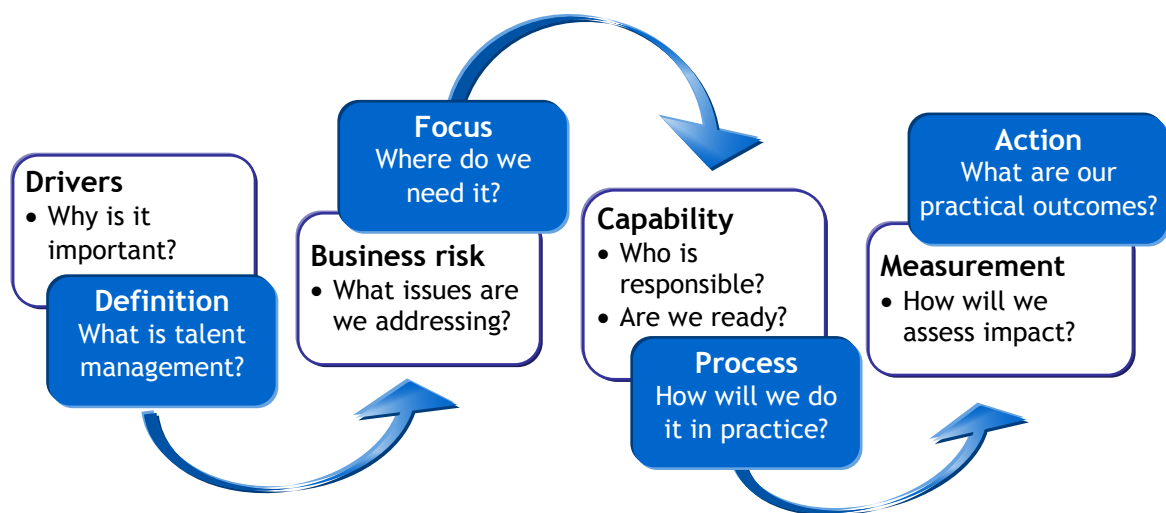 Drivers
• Why is it
important?
Definition
What is talent
management?
Focus
Where do we
need it?
Business risk
• What issues are
we addressing?
Capability
• Who is
responsible?
• Are we ready?
Process
How will we do
it in practice?
Action
What are our
practical outcomes?
Measurement
• How will we
assess impact?